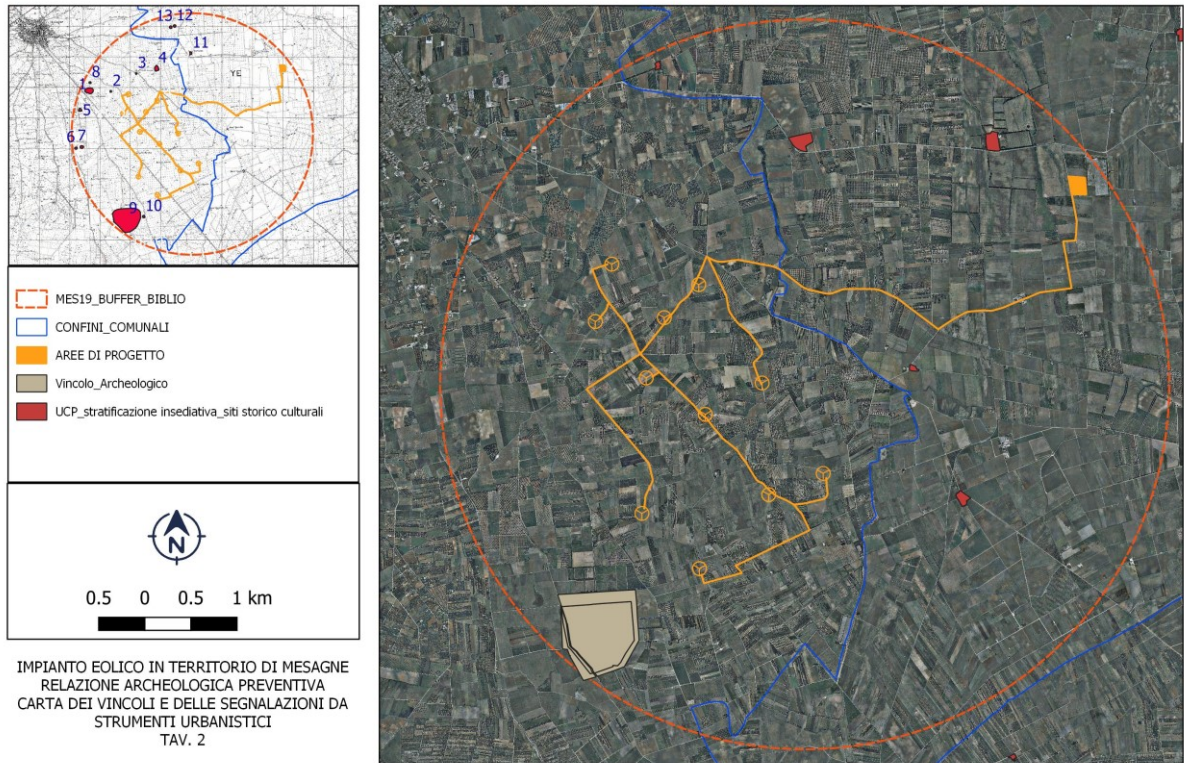 13 12
11
3 4
YE
8
1 2
5
6 7
9 10
MES19_BUFFER_BIBLIO
CONFINI_COMUNALI
AREE DI PROGETTO
Vincolo_Archeologico
UCP_stratificazione insediativa_siti storico culturali
N
0.5 0 0.5 1 km
IMPIANTO EOLICO IN TERRITORIO DI MESAGNE
RELAZIONE ARCHEOLOGICA PREVENTIVA
CARTA DEI VINCOLI E DELLE SEGNALAZIONI DA
STRUMENTI URBANISTICI
TAV. 2